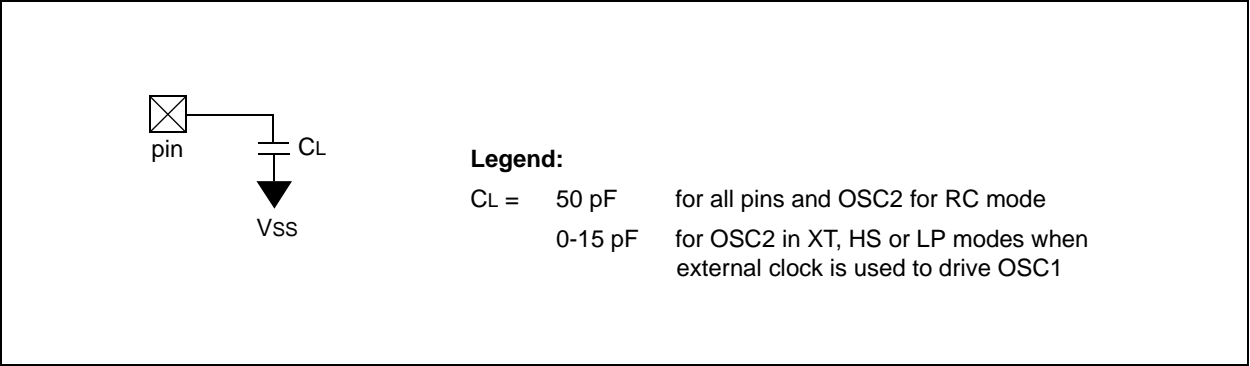 pin
CL
VSS
Legend:
CL = 50 pF for all pins and OSC2 for RC mode
0-15 pF for OSC2 in XT, HS or LP modes when
external clock is used to drive OSC1